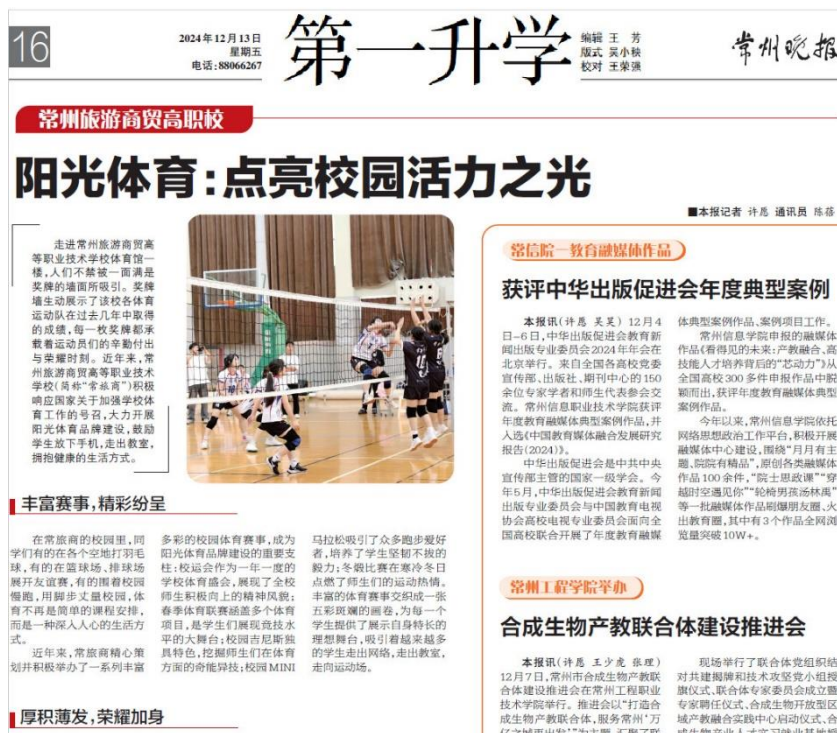 16
2024年12月13日
星期五
电话:88066267
第一升学
编辑 王 芳
版式 吴小秧
校对 王荣强
常州晚报
常州旅游商贸高职校
阳光体育:点亮校园活力之光
■本报记者 许愿 通讯员 陈蓓
走进常州旅游商贸高
等职业技术学校体育馆一
楼,人们不禁被一面满是
奖牌的墙面所吸引。奖牌
墙生动展示了该校各体育
运动队在过去几年中取得
的成绩,每一枚奖牌都承
载着运动员们的辛勤付出
与荣耀时刻。近年来,常
州旅游商贸高等职业技术
学校(简称“常旅商”)积极
响应国家关于加强学校体
育工作的号召,大力开展
阳光体育品牌建设,鼓励
学生放下手机,走出教室,
拥抱健康的生活方式。
丰富赛事,精彩纷呈
在常旅商的校园里,同
学们有的在各个空地打羽毛
球,有的在篮球场、排球场
展开友谊赛,有的围着校园
慢跑,用脚步丈量校园,体
育不再是简单的课程安排,
而是一种深入人心的生活方
式。
近年来,常旅商精心策
划并积极举办了一系列丰富
多彩的校园体育赛事,成为
阳光体育品牌建设的重要支
柱:校运会作为一年一度的
学校体育盛会,展现了全校
师生积极向上的精神风貌;
春季体育联赛涵盖多个体育
项目,是学生们展现竞技水
平的大舞台;校园吉尼斯独
具特色,挖掘师生们在体育
方面的奇能异技;校园MINI
马拉松吸引了众多跑步爱好
者,培养了学生坚韧不拔的
毅力;冬锻比赛在寒冷冬日
点燃了师生们的运动热情。
丰富的体育赛事交织成一张
五彩斑斓的画卷,为每一个
学生提供了展示自身特长的
理想舞台,吸引着越来越多
的学生走出网络,走出教室,
走向运动场。
厚积薄发,荣耀加身
常信院一教育融媒体作品
获评中华出版促进会年度典型案例
本报讯(许愿 吴昊) 12月4
日-6日,中华出版促进会教育新
闻出版专业委员会2024年年会在
北京举行。来自全国各高校党委
宣传部、出版社、期刊中心的150
余位专家学者和师生代表参会交
流。常州信息职业技术学院获评
年度教育融媒体典型案例作品,并
入选《中国教育媒体融合发展研究
报告(2024)》。
中华出版促进会是中共中央
宣传部主管的国家一级学会。今
年5月,中华出版促进会教育新闻
出版专业委员会与中国教育电视
协会高校电视专业委员会面向全
国高校联合开展了年度教育融媒
体典型案例作品、案例项目工作。
常州信息学院申报的融媒体
作品《看得见的未来:产教融合、高
技能人才培养背后的“芯动力”》从
全国高校300多件申报作品中脱
颖而出,获评年度教育融媒体典型
案例作品。
今年以来,常州信息学院依托
网络思想政治工作平台,积极开展
融媒体中心建设,围绕“月月有主
题、院院有精品”,原创各类融媒体
作品100余件,“院士思政课”“穿
越时空遇见你”“轮椅男孩汤林禹”
等一批融媒体作品刷爆朋友圈、火
出教育圈,其中有3个作品全网浏
览量突破10W+。
常州工程学院举办
合成生物产教联合体建设推进会
本报讯(许愿 王少虎 张理)
12月7日,常州市合成生物产教联
合体建设推进会在常州工程职业
技术学院举行。推进会以“打造合
成生物产教联合体,服务常州‘万
亿之城再出发’”为主题,汇聚了联
现场举行了联合体党组织结
对共建揭牌和技术攻坚党小组授
旗仪式、联合体专家委员会成立暨
专家聘任仪式、合成生物开放型区
域产教融合实践中心启动仪式、合